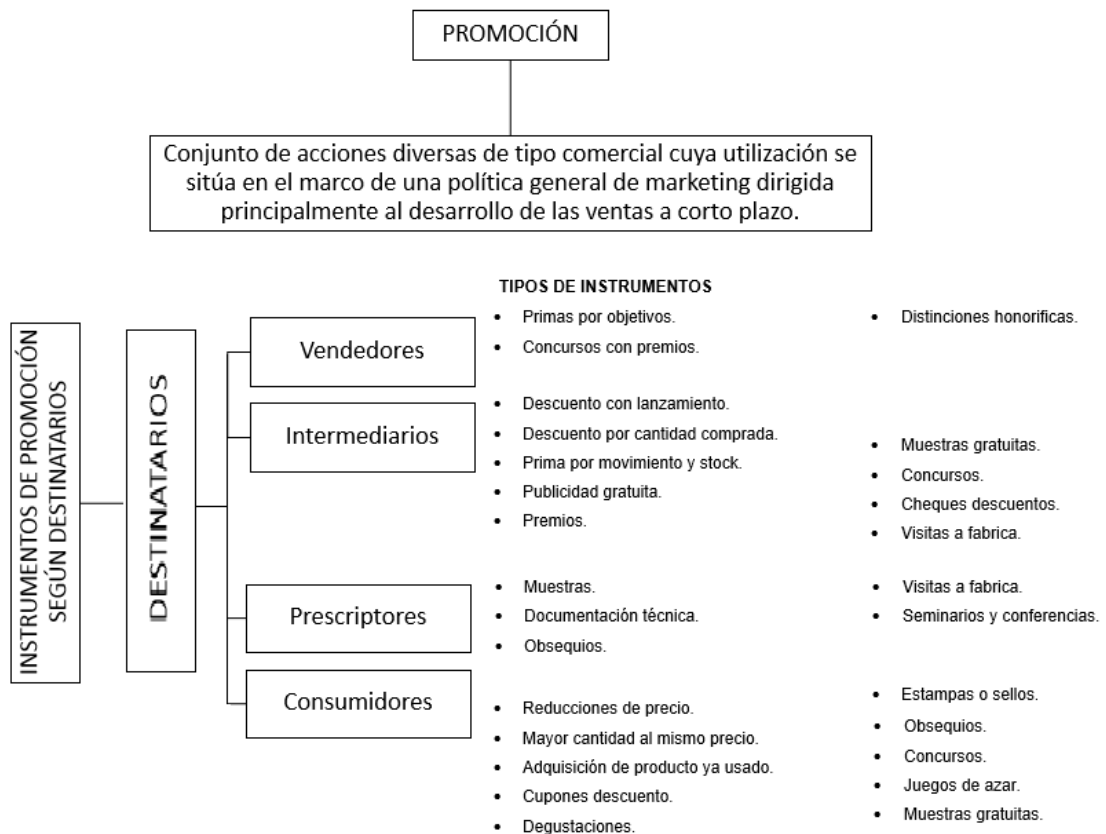 PROMOCIÓN
Conjunto de acciones diversas de tipo comercial cuya utilización se
sitúa en el marco de una política general de marketing dirigida
principalmente al desarrollo de las ventas a corto plazo.
INSTRUMENTOS DE PROMOCIÓN
SEGÚN DESTINATARIOS
DESTINATARIOS
TIPOS DE INSTRUMENTOS
Vendedores
• Primas por objetivos.
• Concursos con premios.
• Distinciones honorificas.
Intermediarios
• Descuento con lanzamiento.
• Descuento por cantidad comprada.
• Prima por movimiento y stock.
• Publicidad gratuita.
• Premios.
• Muestras gratuitas.
• Concursos.
• Cheques descuentos.
• Visitas a fabrica.
Prescriptores
• Muestras.
• Documentación técnica.
• Obsequios.
• Visitas a fabrica.
• Seminarios y conferencias.
Consumidores
• Reducciones de precio.
• Mayor cantidad al mismo precio.
• Adquisición de producto ya usado.
• Cupones descuento.
• Degustaciones.
• Estampas o sellos.
• Obsequios.
• Concursos.
• Juegos de azar.
• Muestras gratuitas.